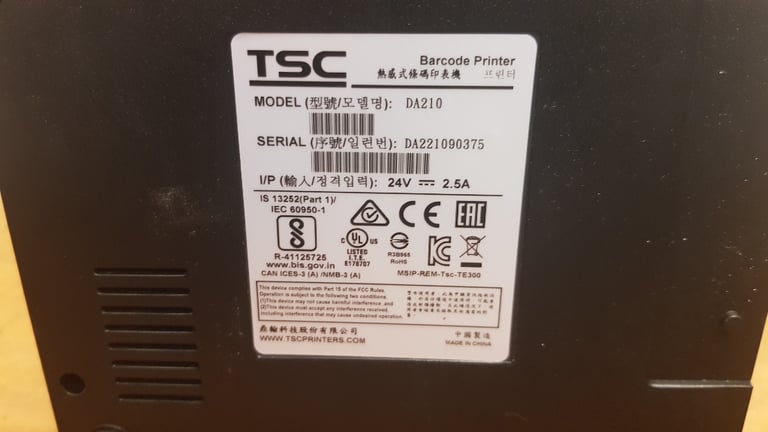 TSC
Barcode Printer
熱感式條碼印表機 프린터
MODEL (型號/모델명): DA210
SERIAL (序號/일련번): DA221090375
I/P (輸入/정격입력): 24V 2.5A
IS 13252(Part 1)/
IEC 60950-1
R-41125725
www.bis.gov.in
CE
EAC
c UL us
LISTED
I.T.E.
E178707
R3B965
RoHS
CAN ICES-3 (A) /NMB-3 (A)
MSIP-REM-Tsc-TE300
This device complies with Part 15 of the FCC Rules.
Operation is subject to the following two conditions.
(1)This device may not cause harmful interference ,and
(2)This device must accept any interference received,
including interference that may cause undesired operation.
鼎翰科技股份有限公司
WWW.TSCPRINTERS.COM
中國製造
MADE IN CHINA